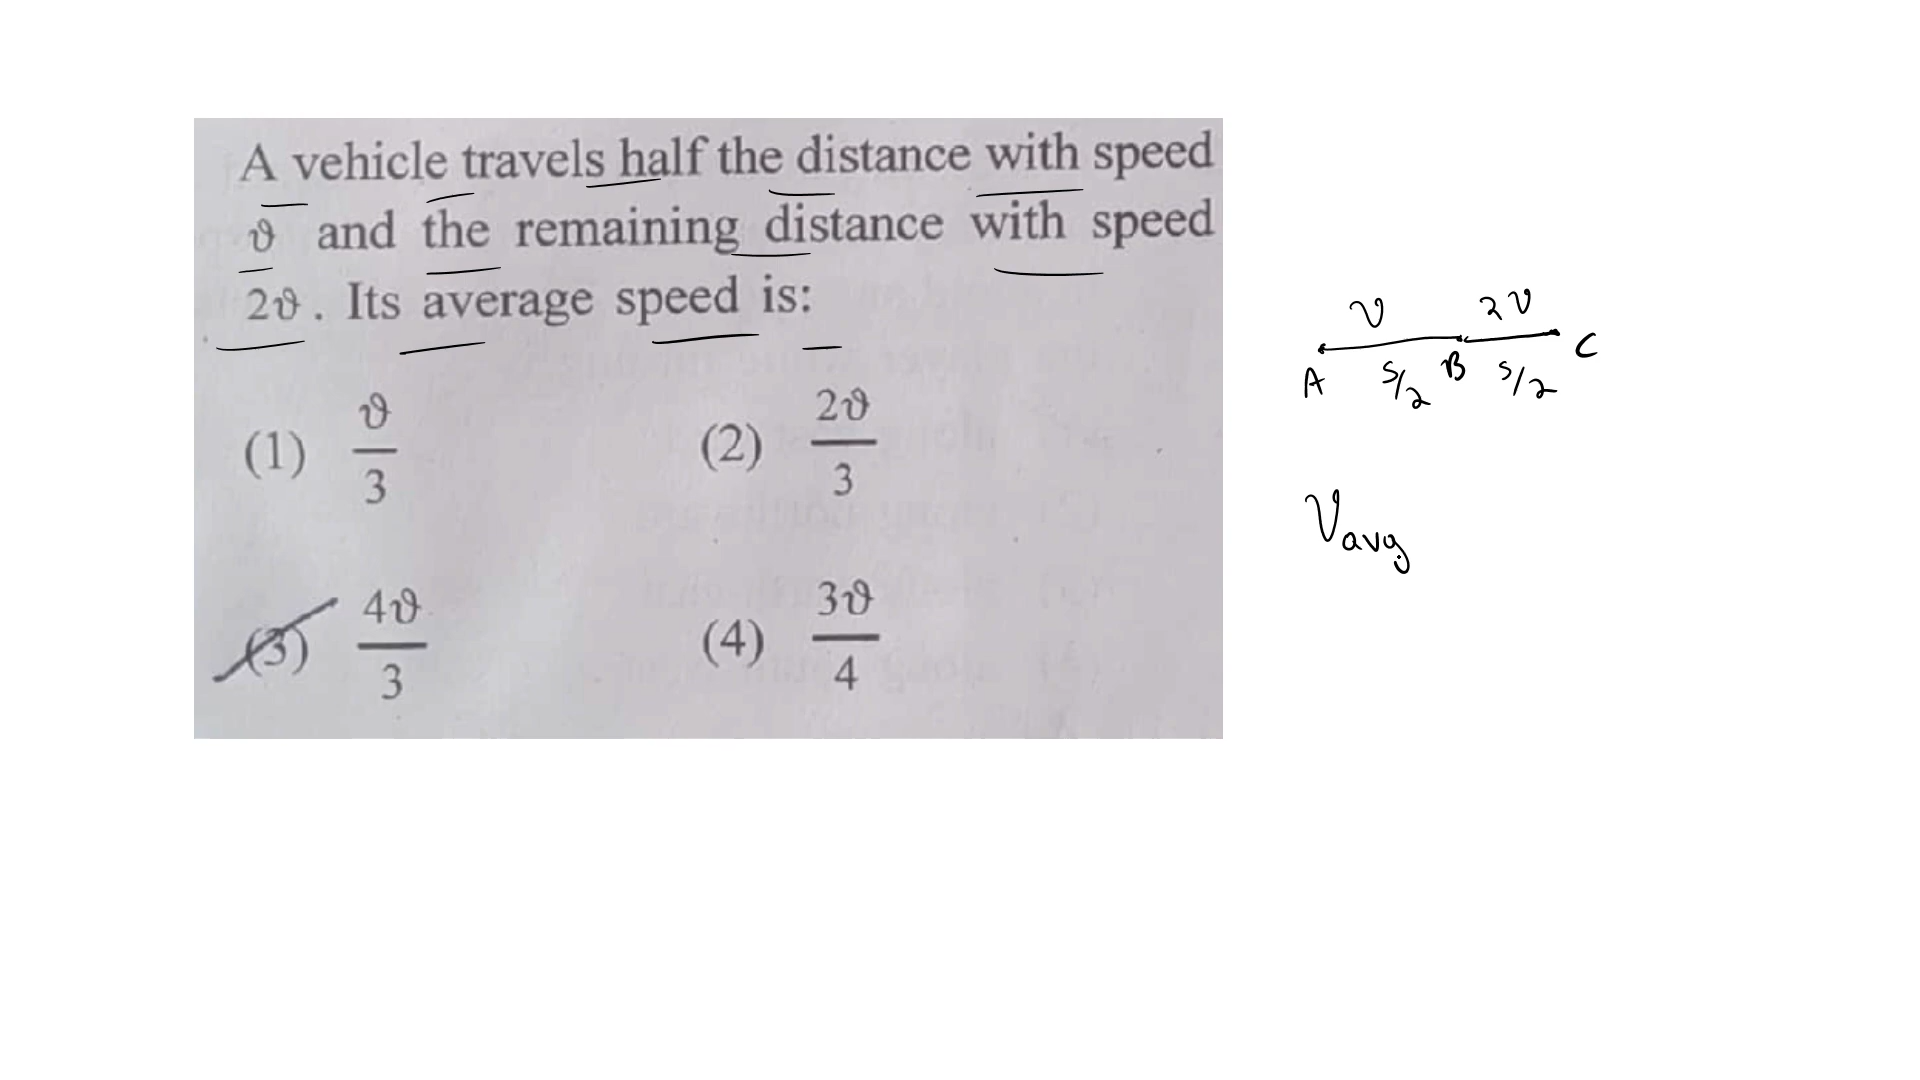 A vehicle travels half the distance with speed
ϑ and the remaining distance with speed
2ϑ. Its average speed is:
(1) ϑ/3 (2) 2ϑ/3
(3) 4ϑ/3 (4) 3ϑ/4
V 2V
A S/2 B S/2 C
Vavg